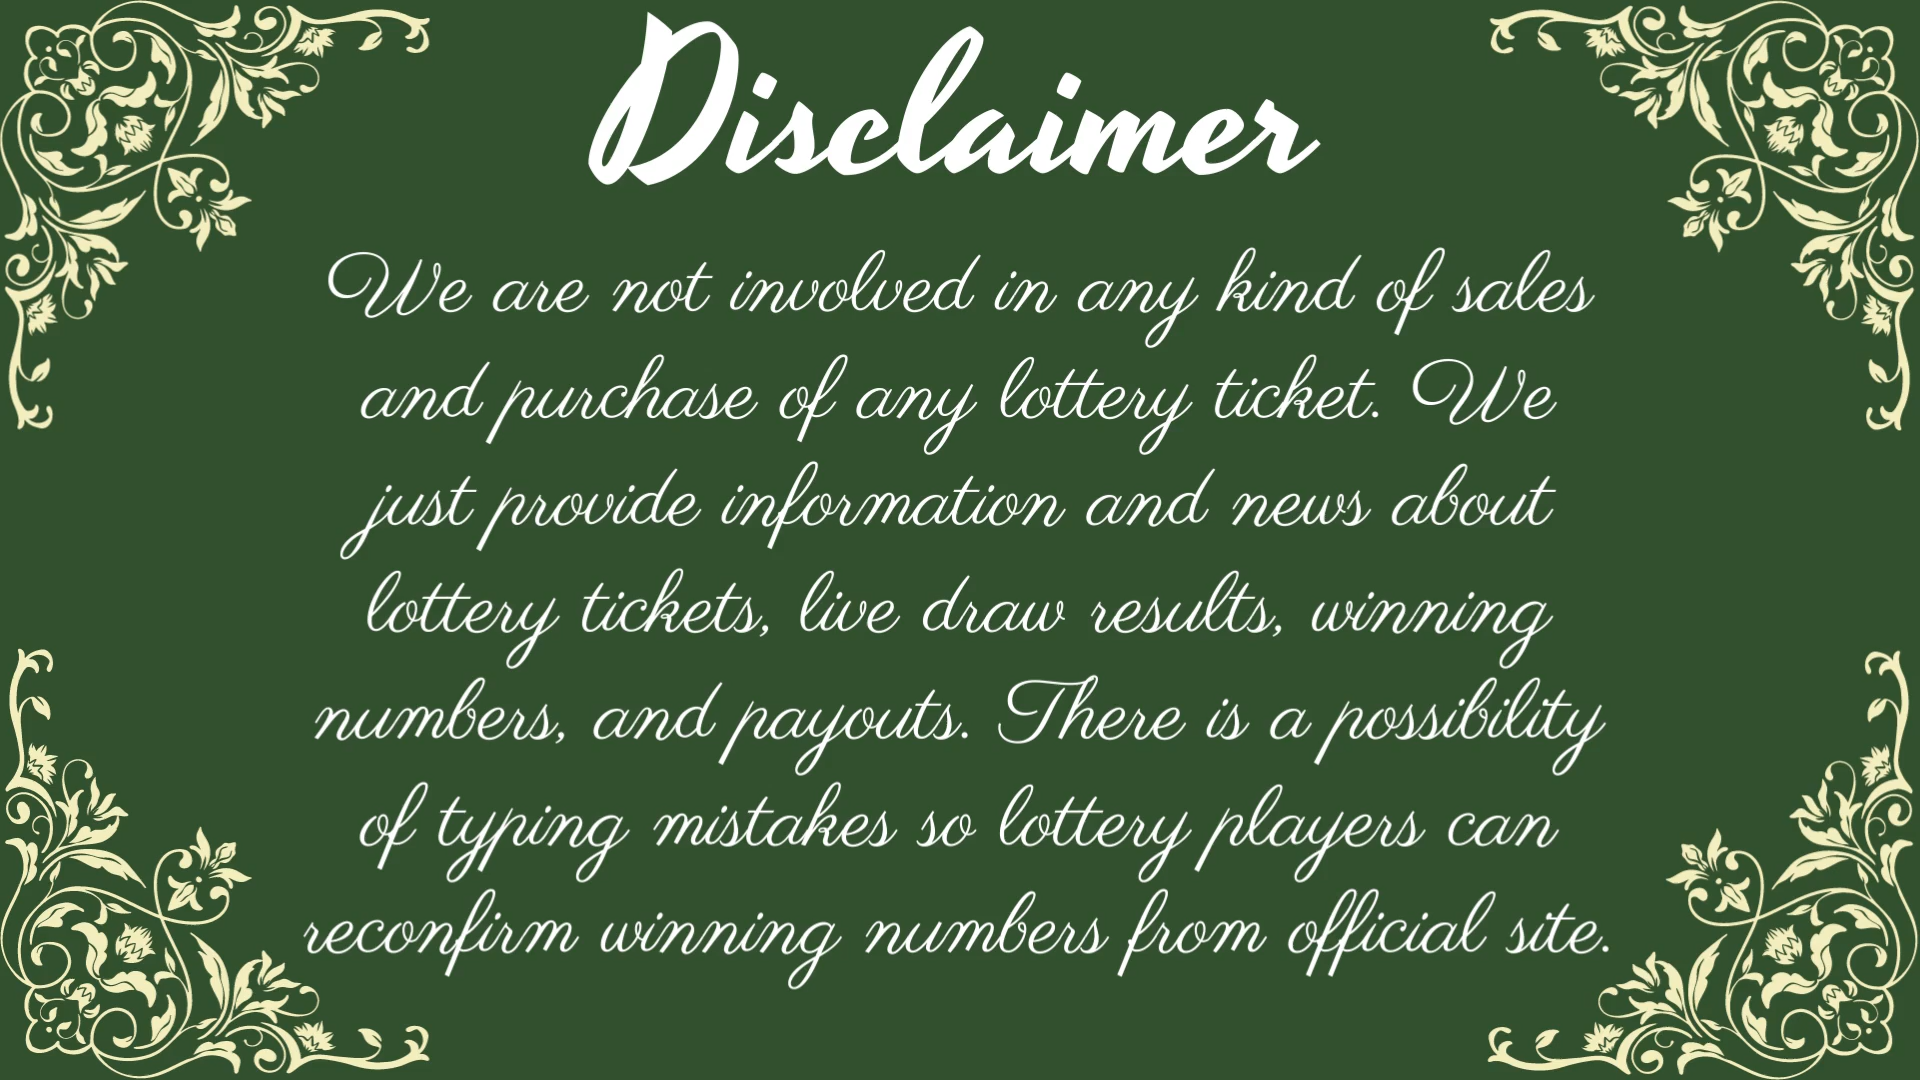 Disclaimer
We are not involved in any kind of sales
and purchase of any lottery ticket. We
just provide information and news about
lottery tickets, live draw results, winning
numbers, and payouts. There is a possibility
of typing mistakes so lottery players can
reconfirm winning numbers from official site.